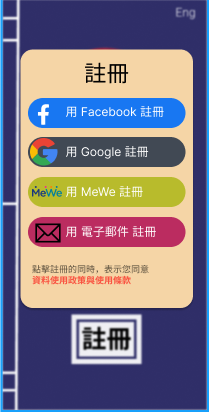 Eng
註冊
用 Facebook 註冊
用 Google 註冊
MeWe 用 MeWe 註冊
用 電子郵件 註冊
點擊註冊的同時，表示您同意
資料使用政策與使用條款
註冊